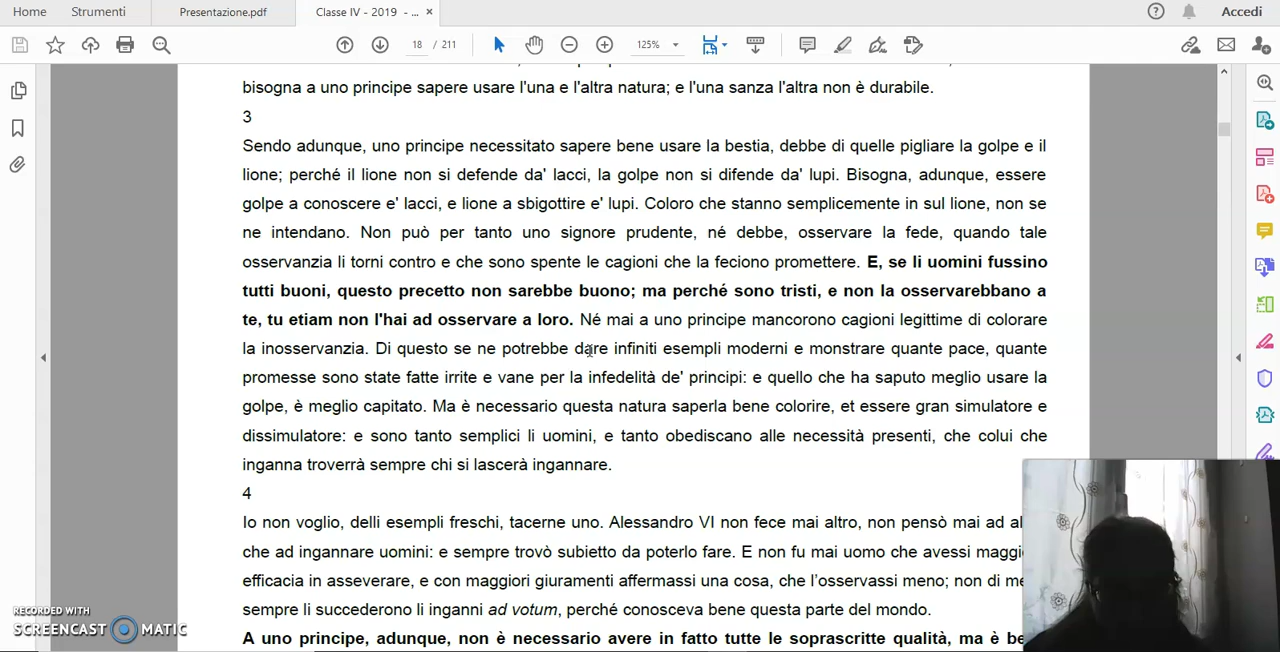 Home Strumenti Presentazione.pdf Classe IV - 2019 - ... × Accedi
18 / 211 125%
bisogna a uno principe sapere usare l'una e l'altra natura; e l'una sanza l'altra non è durabile.
3
Sendo adunque, uno principe necessitato sapere bene usare la bestia, debbe di quelle pigliare la golpe e il
lione; perché il lione non si defende da' lacci, la golpe non si difende da' lupi. Bisogna, adunque, essere
golpe a conoscere e' lacci, e lione a sbigottire e' lupi. Coloro che stanno semplicemente in sul lione, non se
ne intendano. Non può per tanto uno signore prudente, né debbe, osservare la fede, quando tale
osservanzia li torni contro e che sono spente le cagioni che la feciono promettere. E, se li uomini fussino
tutti buoni, questo precetto non sarebbe buono; ma perché sono tristi, e non la osservarebbano a
te, tu etiam non l'hai ad osservare a loro. Né mai a uno principe mancorono cagioni legittime di colorare
la inosservanzia. Di questo se ne potrebbe dare infiniti esempli moderni e monstrare quante pace, quante
promesse sono state fatte irrite e vane per la infedelità de' principi: e quello che ha saputo meglio usare la
golpe, è meglio capitato. Ma è necessario questa natura saperla bene colorire, et essere gran simulatore e
dissimulatore: e sono tanto semplici li uomini, e tanto obediscano alle necessità presenti, che colui che
inganna troverrà sempre chi si lascerà ingannare.
4
Io non voglio, delli esempli freschi, tacerne uno. Alessandro VI non fece mai altro, non pensò mai ad
che ad ingannare uomini: e sempre trovò subietto da poterlo fare. E non fu mai uomo che avessi
efficacia in asseverare, e con maggiori giuramenti affermassi una cosa, che l'osservassi meno; non di
sempre li succederono li inganni ad votum, perché conosceva bene questa parte del mondo.
A uno principe, adunque, non è necessario avere in fatto tutte le soprascritte qualità, ma è
RECORDED WITH
SCREENCAST MATIC